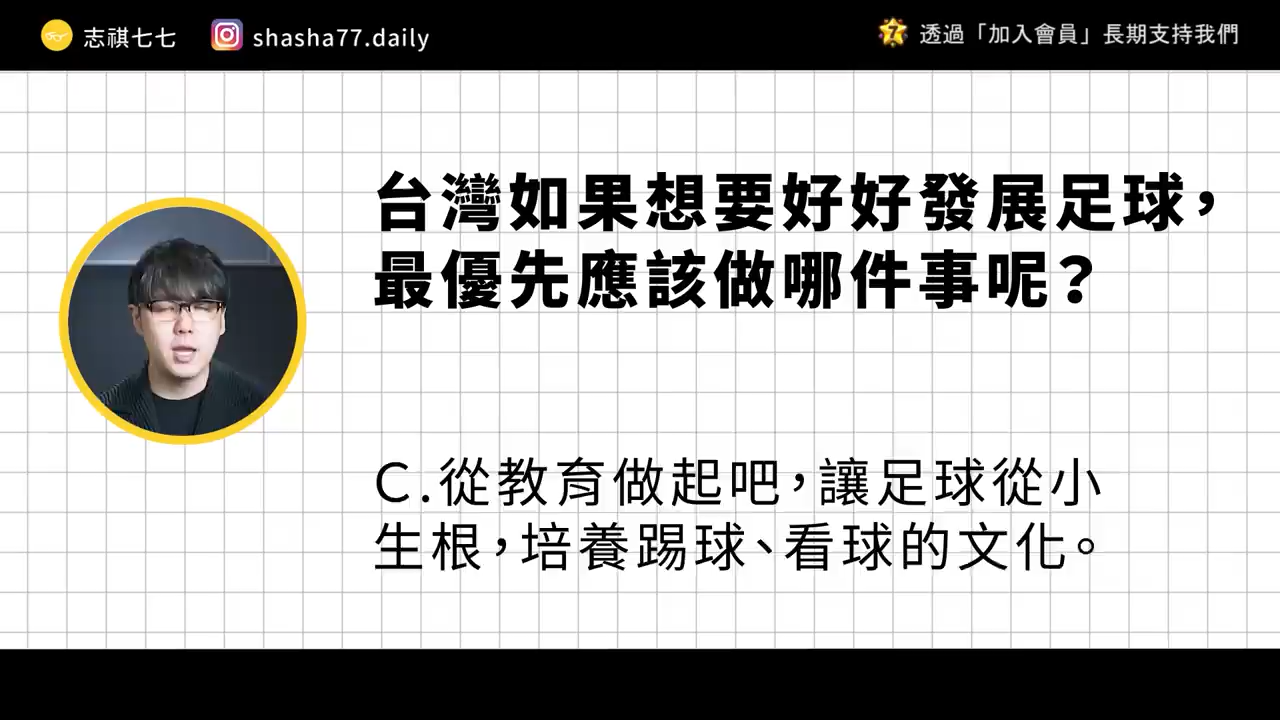 志祺七七
shasha77.daily
7
透過「加入會員」長期支持我們
台灣如果想要好好發展足球，
最優先應該做哪件事呢？
C.從教育做起吧，讓足球從小
生根，培養踢球、看球的文化。